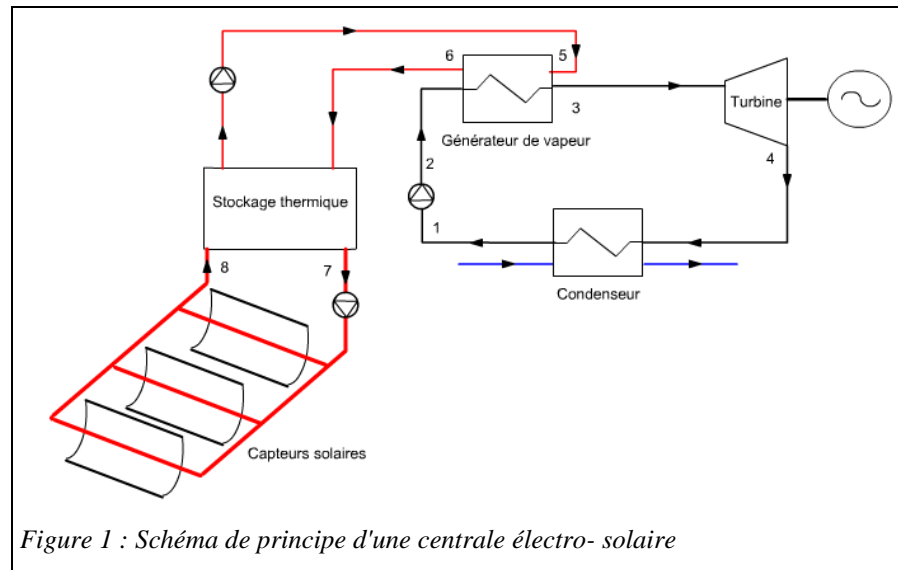 6
5
Turbine
3
Générateur de vapeur
4
2
Stockage thermique
1
8
7
Condenseur
Capteurs solaires
Figure 1 : Schéma de principe d'une centrale électro- solaire